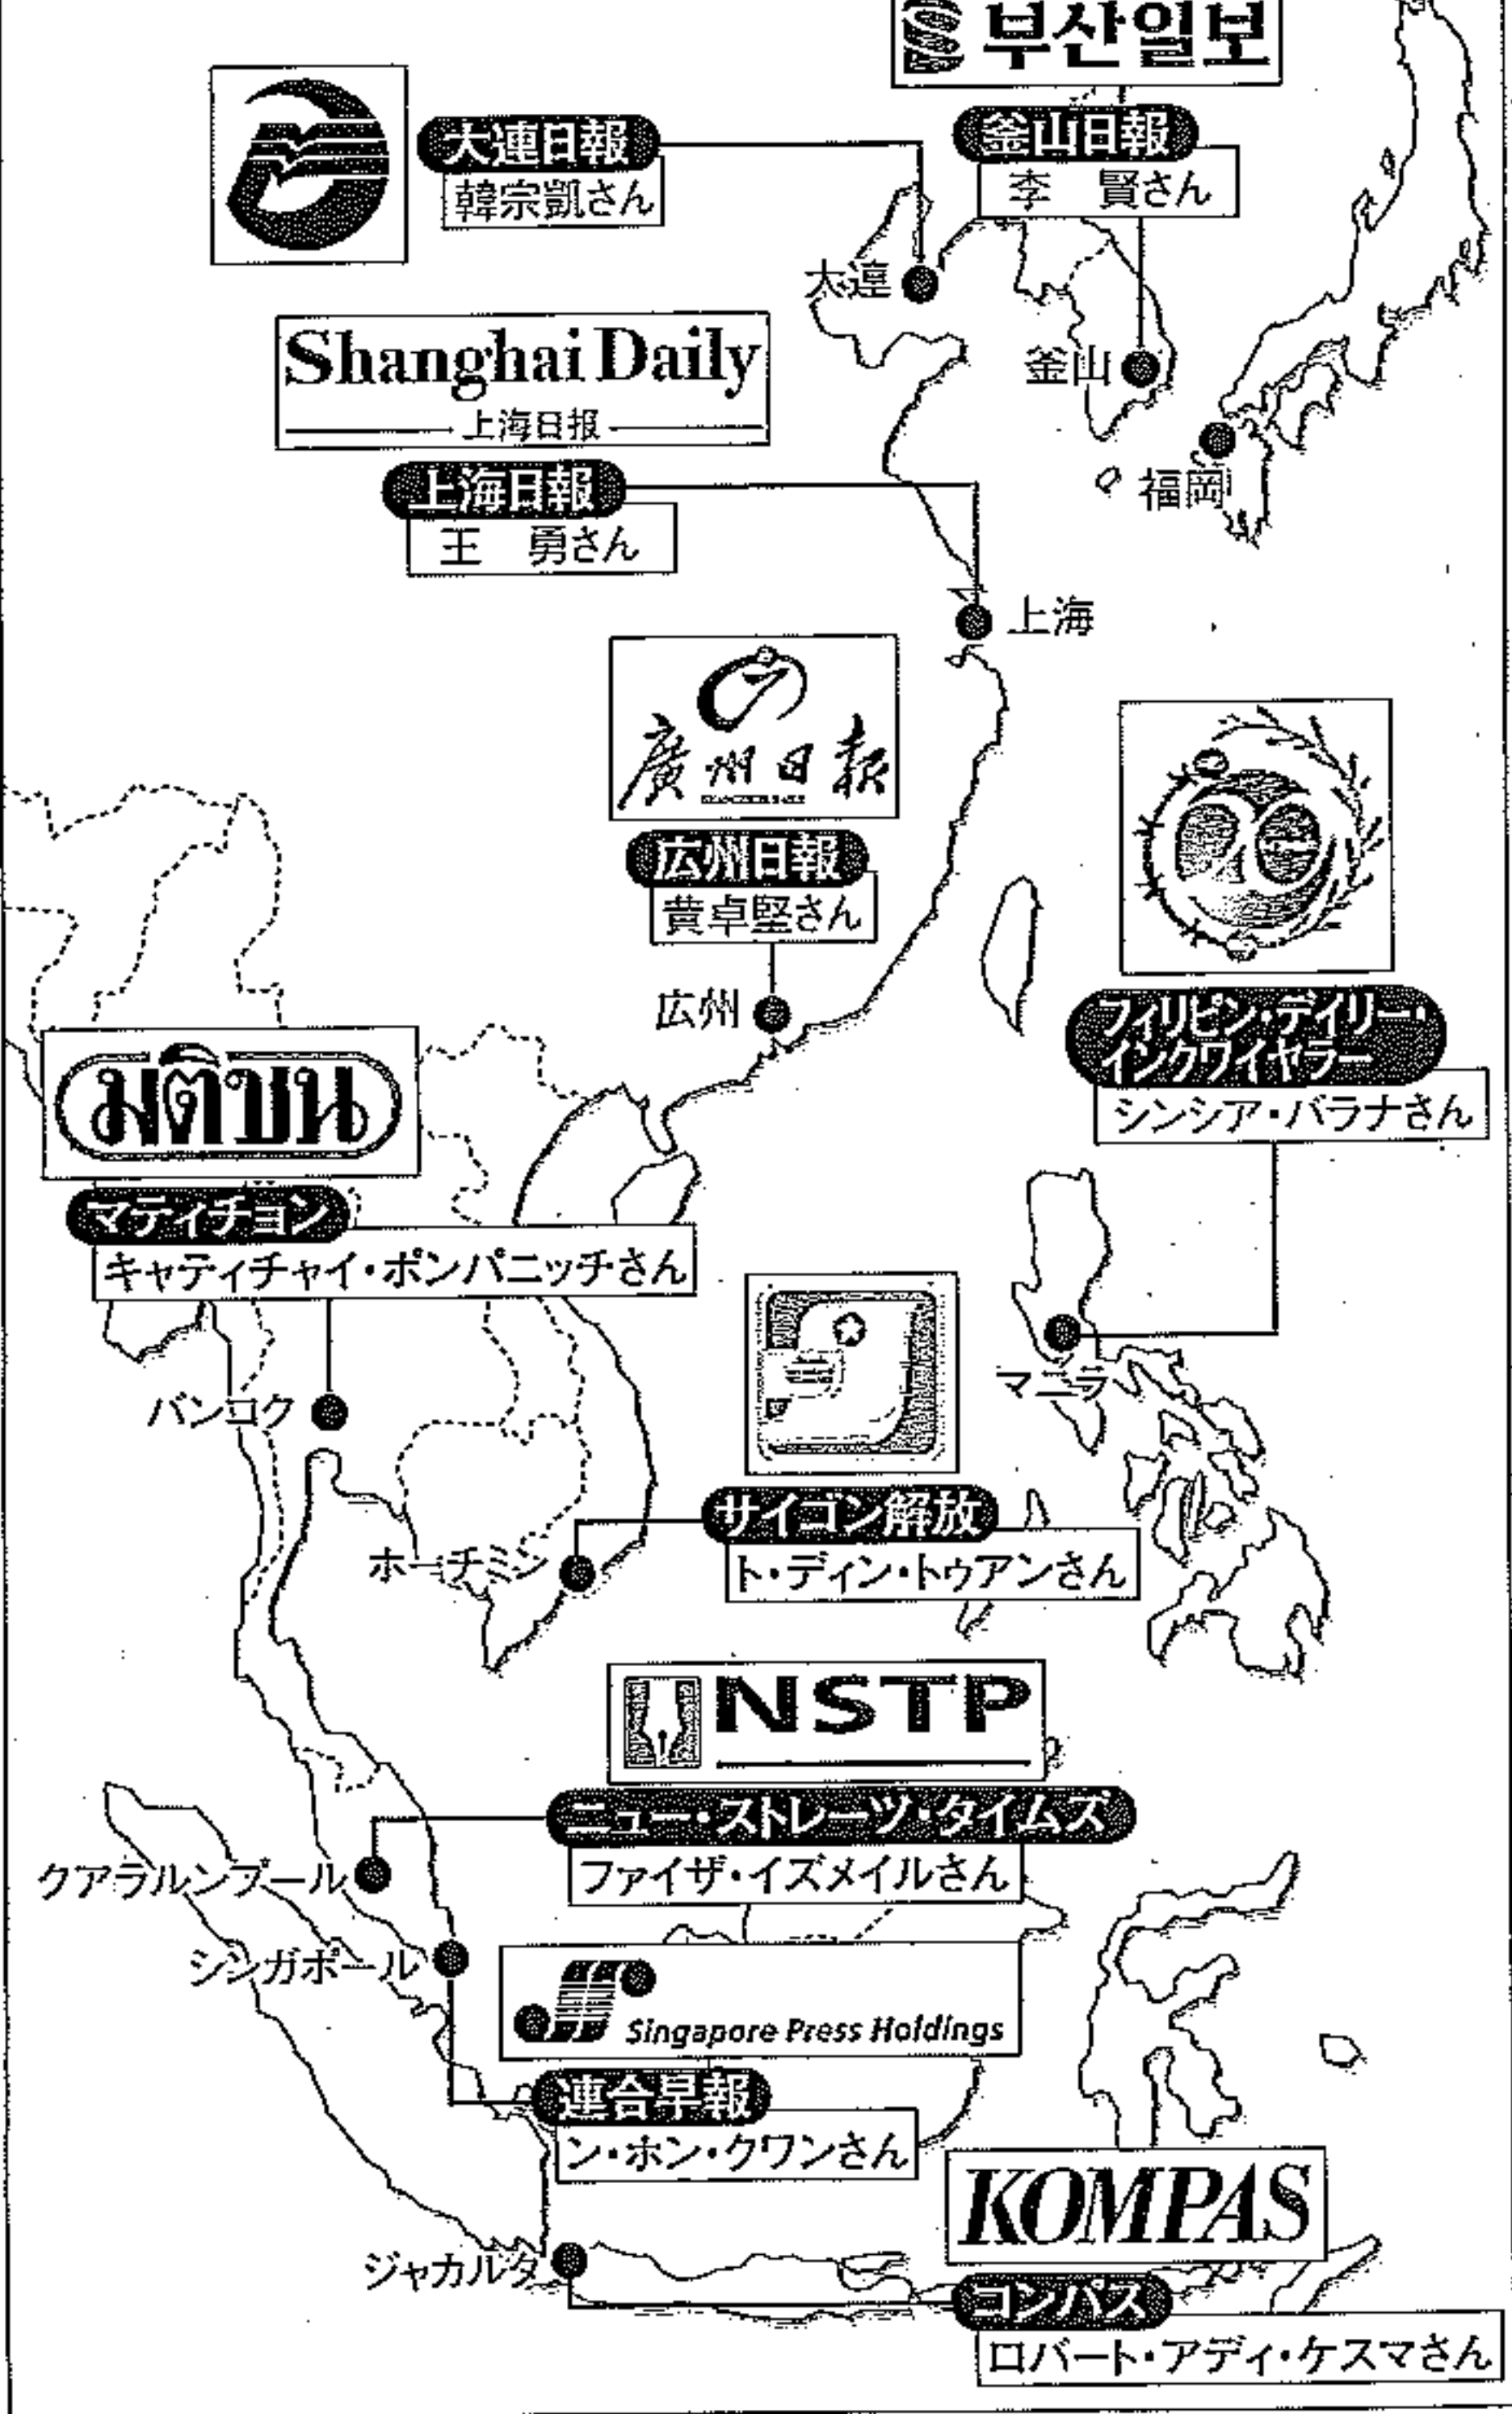 부산일보
大連日報
韓宗凱さん
釜山日報
李　賢さん
大連
釜山
福岡
Shanghai Daily
上海日报
上海日報
王　勇さん
上海
廣州日報
広州日報
黄卓堅さん
広州
フィリピン・デイリー・
インクワイヤラー
シンシア・バラナさん
マニラ
มติชน
マティチョン
キャティチャイ・ポンパニッチさん
バンコク
サイゴン解放
ト・ディン・トゥアンさん
ホーチミン
NSTP
ニュー・ストレーツ・タイムズ
ファイザ・イズメイルさん
クアラルンプール
シンガポール
Singapore Press Holdings
連合早報
ン・ホン・クワンさん
ジャカルタ
KOMPAS
コンパス
ロバート・アディ・ケスマさん